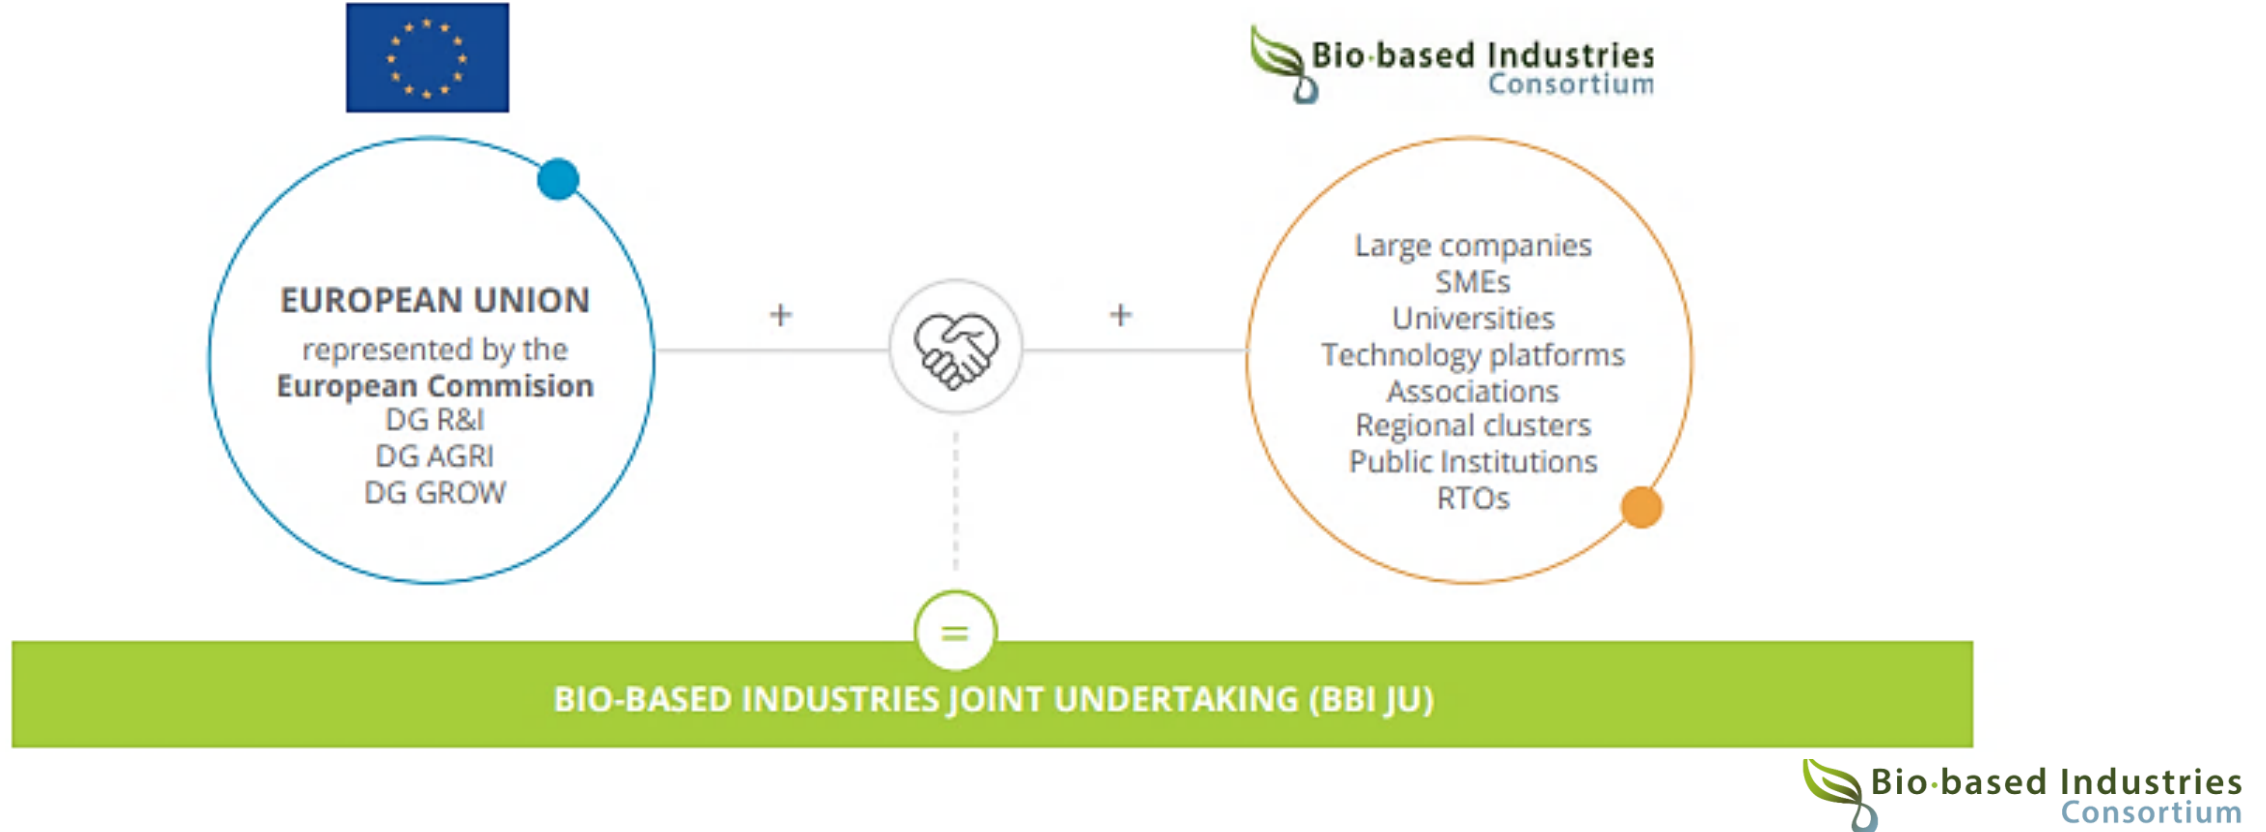 Bio·based Industries
Consortium
EUROPEAN UNION
represented by the
European Commision
DG R&I
DG AGRI
DG GROW
+
+
Large companies
SMEs
Universities
Technology platforms
Associations
Regional clusters
Public Institutions
RTOs
=
BIO-BASED INDUSTRIES JOINT UNDERTAKING (BBI JU)
Bio·based Industries
Consortium